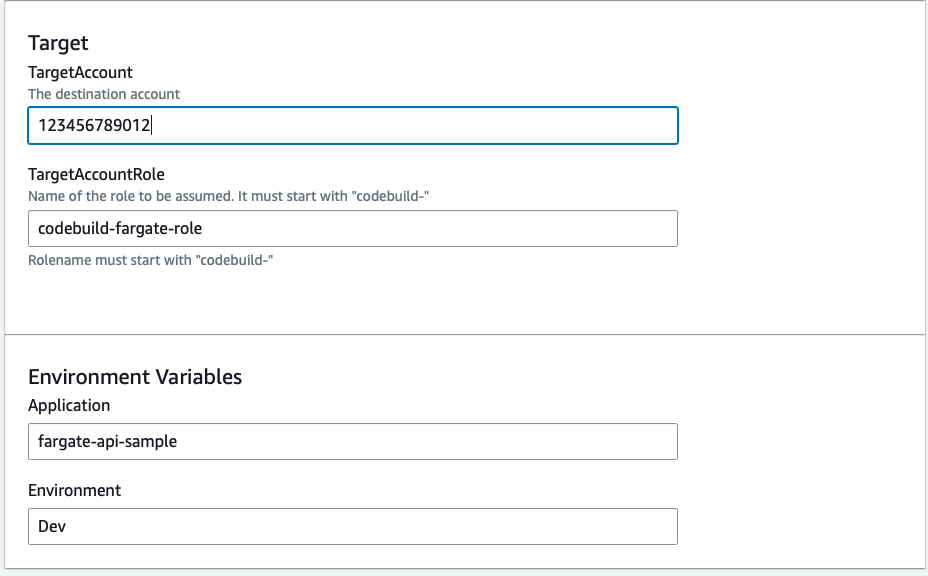 Target
TargetAccount
The destination account
123456789012
TargetAccountRole
Name of the role to be assumed. It must start with "codebuild-"
codebuild-fargate-role
Rolename must start with "codebuild-"
Environment Variables
Application
fargate-api-sample
Environment
Dev